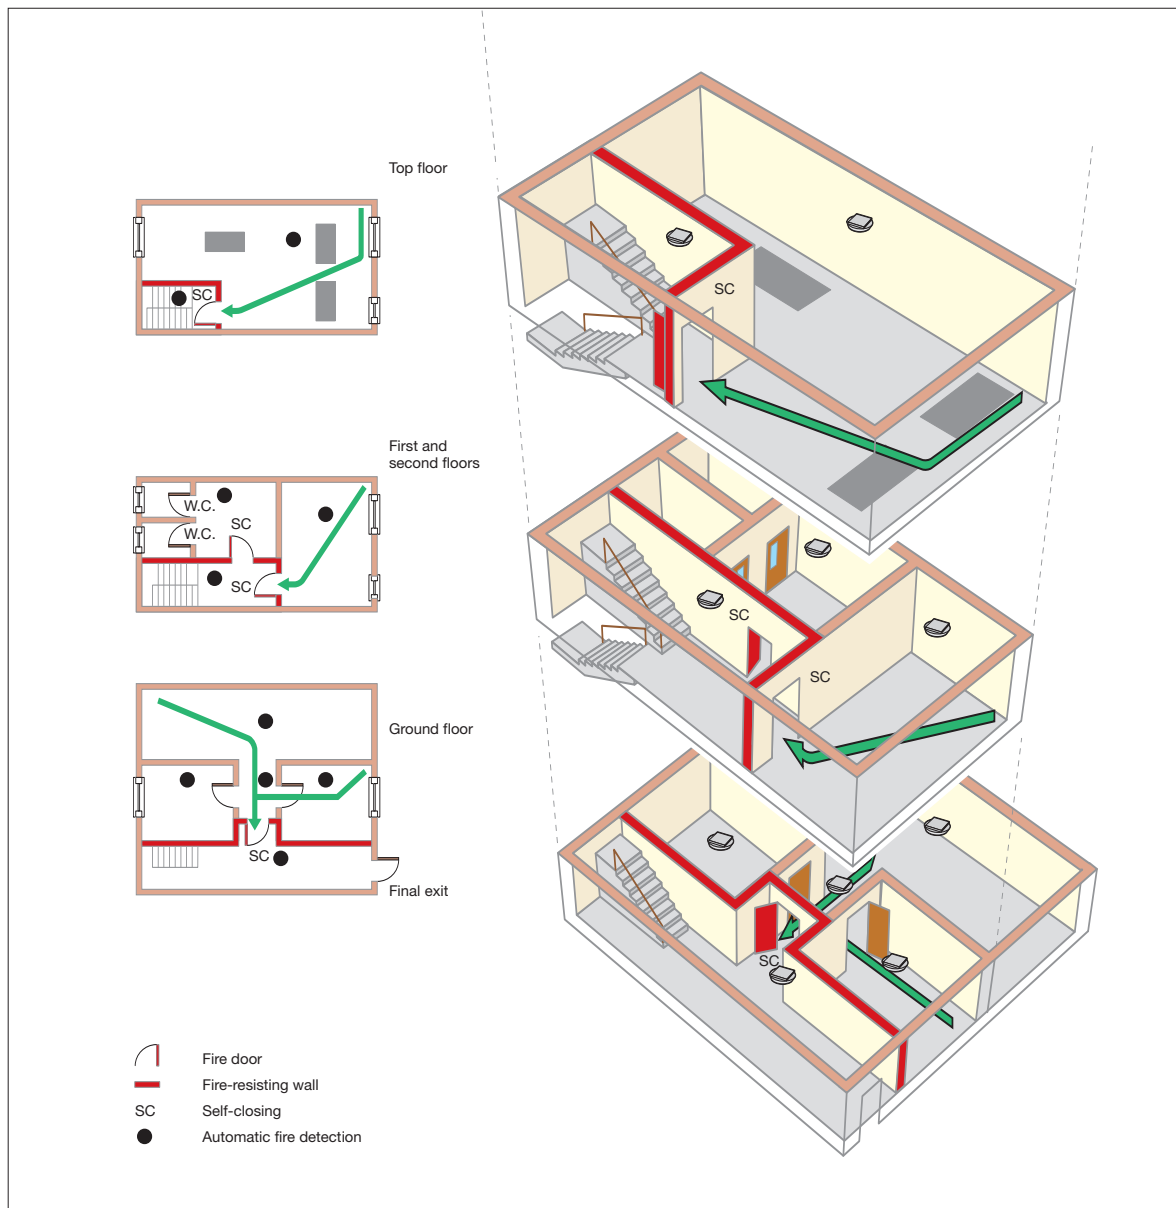 Top floor
SC
First and
second floors
W.C.
W.C.
SC
SC
Ground floor
SC
Final exit
Fire door
Fire-resisting wall
SC
Self-closing
Automatic fire detection
SC
SC
SC
SC